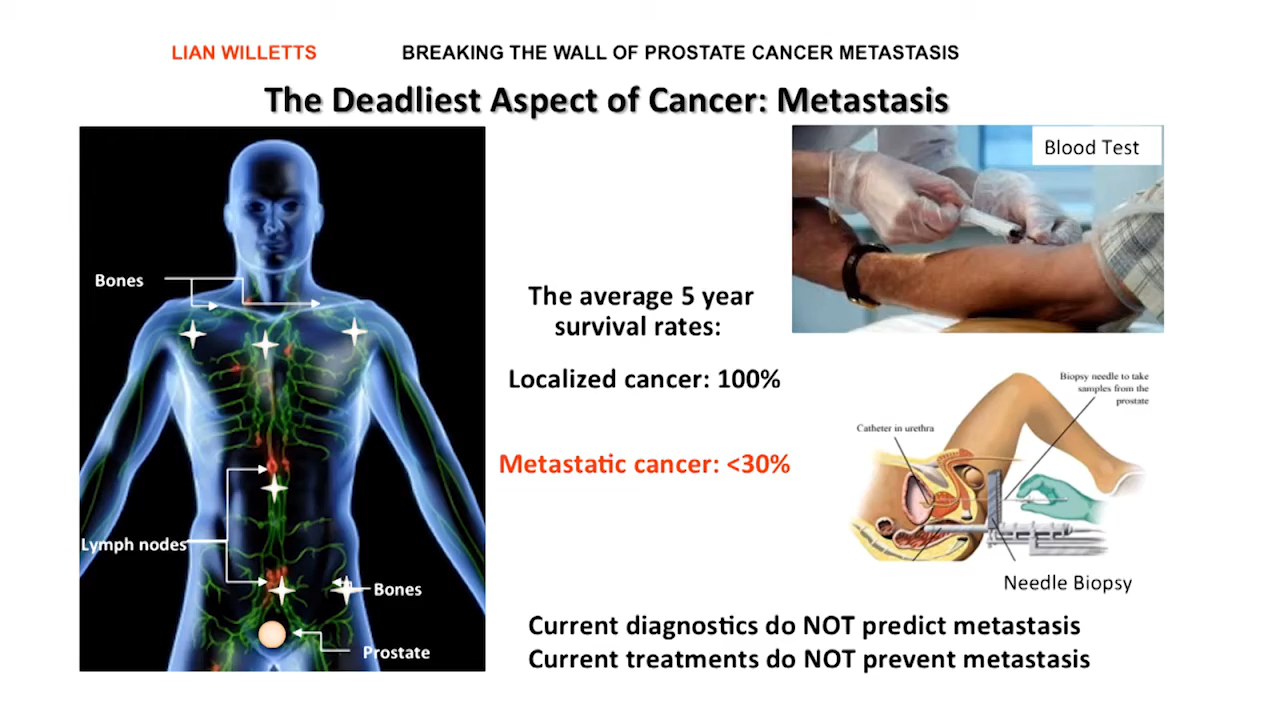 LIAN WILLETTS BREAKING THE WALL OF PROSTATE CANCER METASTASIS
The Deadliest Aspect of Cancer: Metastasis
Bones
Lymph nodes
Bones
Prostate
The average 5 year
survival rates:
Localized cancer: 100%
Metastatic cancer: <30%
Blood Test
Biopsy needle to take
samples from the
prostate
Catheter in urethra
Needle Biopsy
Current diagnostics do NOT predict metastasis
Current treatments do NOT prevent metastasis